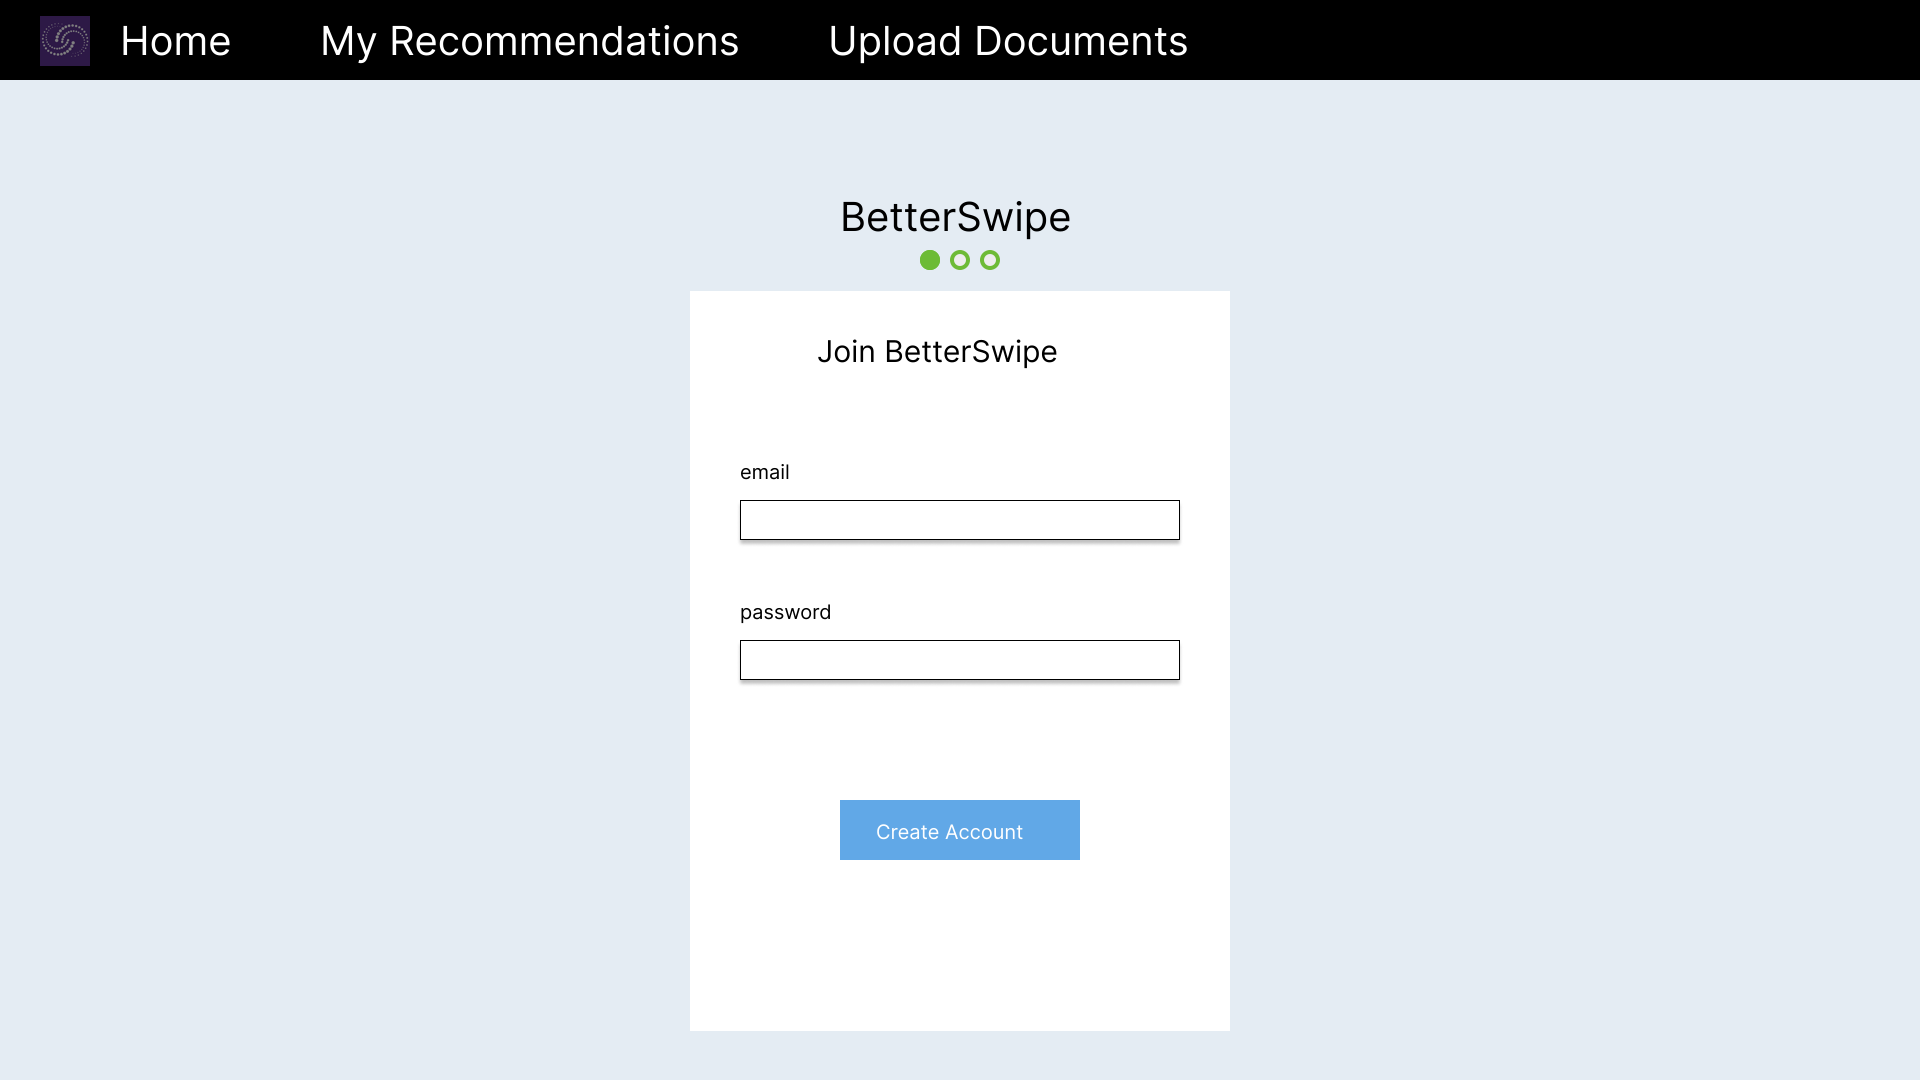 Home
My Recommendations
Upload Documents
BetterSwipe
Join BetterSwipe
email
password
Create Account